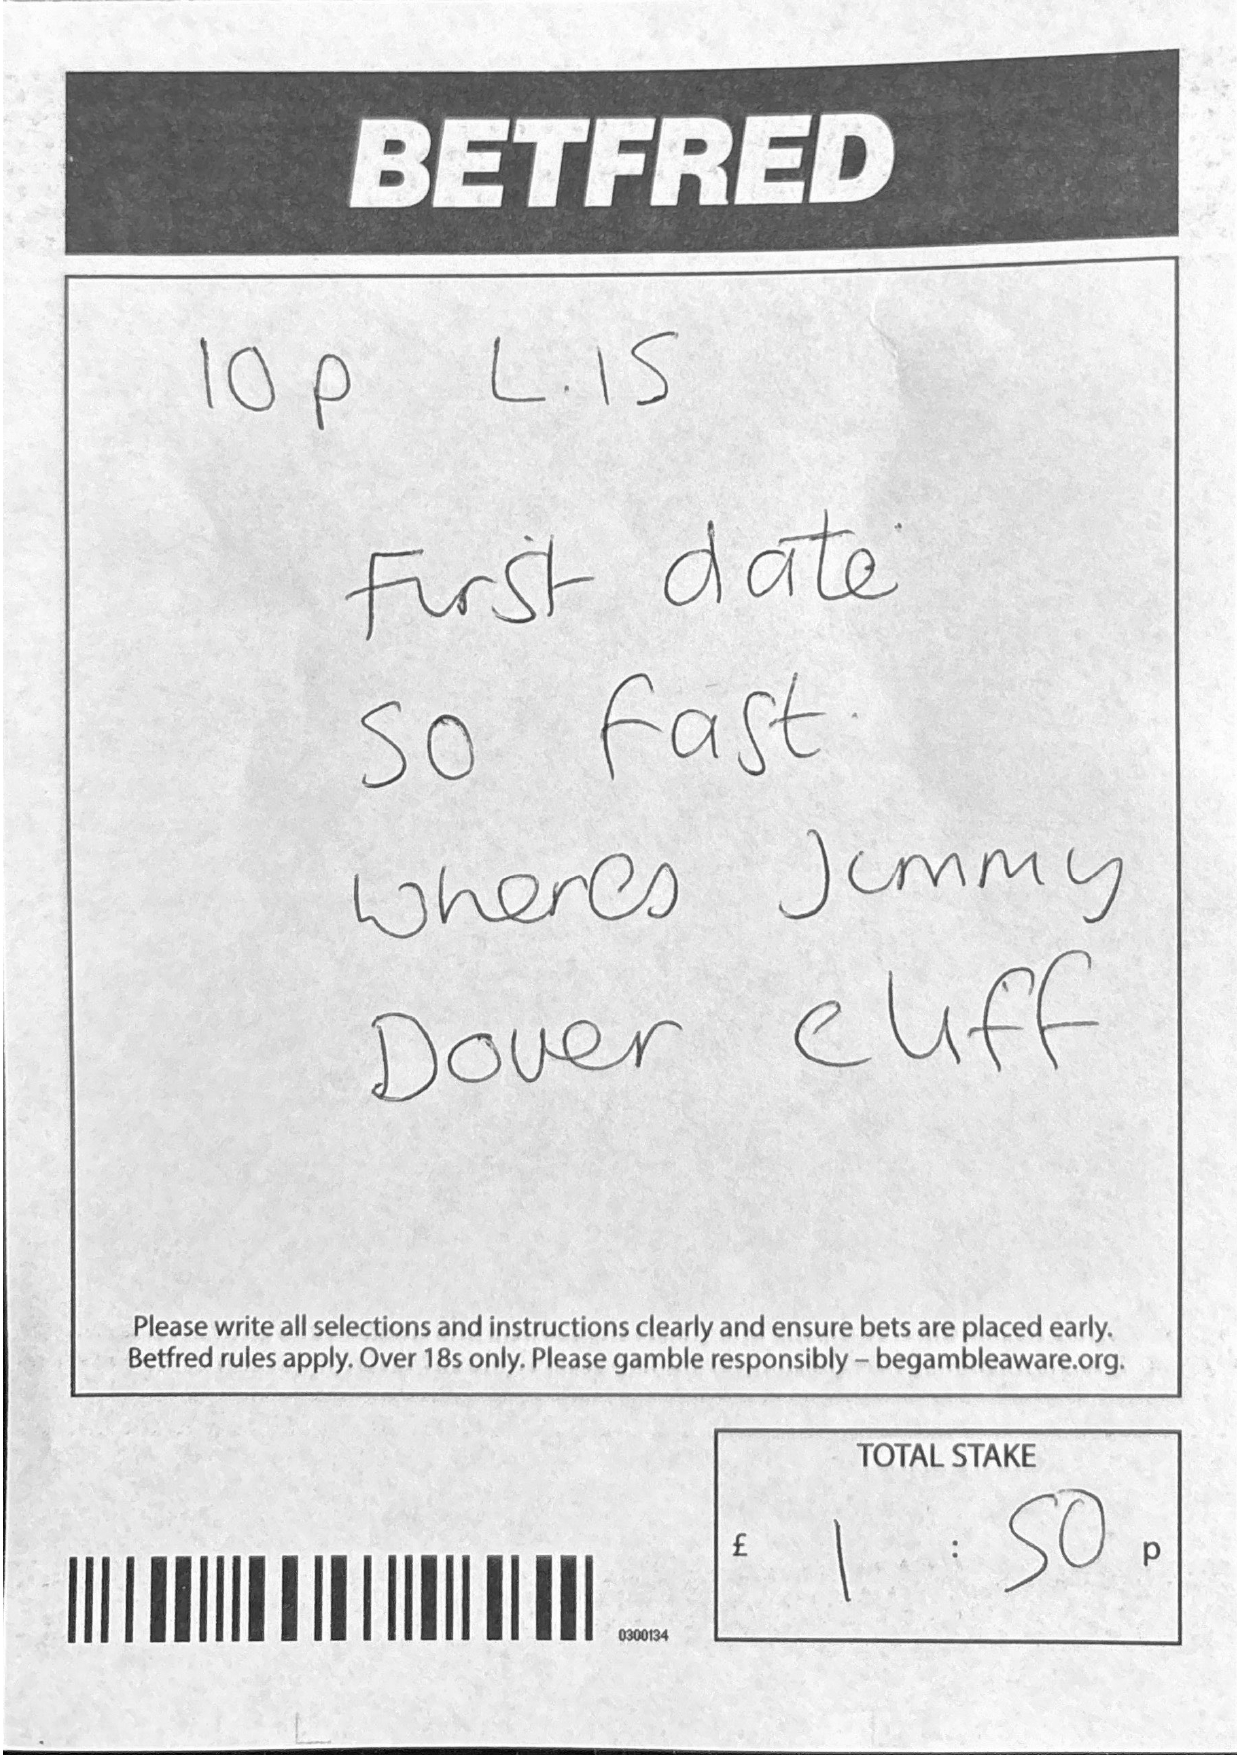 BETFRED
10p L.15
First date
So Fast
wheres Jimmy
Dover cliff
Please write all selections and instructions clearly and ensure bets are placed early.
Betfred rules apply. Over 18s only. Please gamble responsibly – begambleaware.org.
TOTAL STAKE
£ 1 : 50 p
0300134